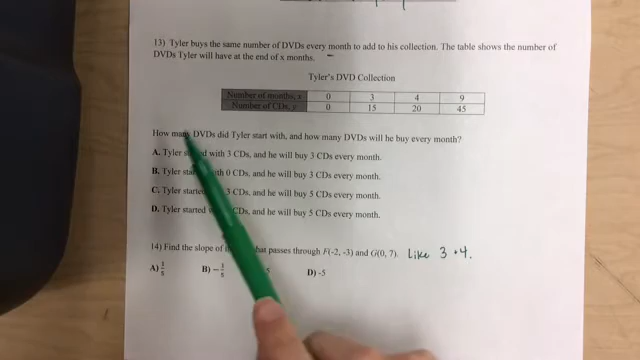 13) Tyler buys the same number of DVDs every month to add to his collection. The table shows the number of
DVDs Tyler will have at the end of x months.
Tyler's DVD Collection
Number of months, x 0 3 4 9
Number of CDs, y 0 15 20 45
How many DVDs did Tyler start with, and how many DVDs will he buy every month?
A. Tyler started with 3 CDs, and he will buy 3 CDs every month.
B. Tyler started with 0 CDs, and he will buy 3 CDs every month.
C. Tyler started 3 CDs, and he will buy 5 CDs every month.
D. Tyler started CDs, and he will buy 5 CDs every month.
14) Find the slope of that passes through F(-2, -3) and G(0, 7). Like 3 + 4.
A) 1/5 B) - 1/5 5 D) -5